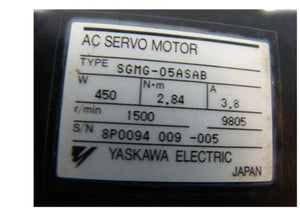 AC SERVO MOTOR
TYPE SGMG-05ASAB
W N·m A
450 2.84 3.8
r/min 1500 9805
S/N 8P0094 009 -005
YASKAWA ELECTRIC
JAPAN